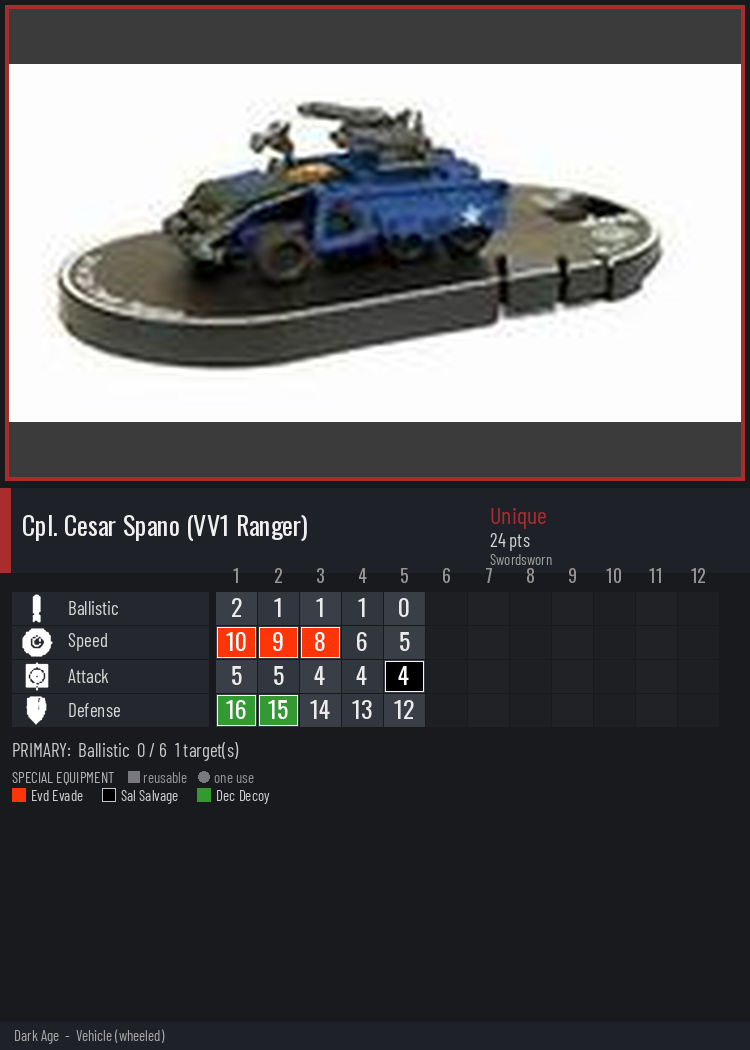 Cpl. Cesar Spano (VV1 Ranger)
Unique
24 pts
Swordsworn
1 2 3 4 5 6 7 8 9 10 11 12
Ballistic 2 1 1 1 0
Speed 10 9 8 6 5
Attack 5 5 4 4 4
Defense 16 15 14 13 12
PRIMARY: Ballistic 0 / 6 1 target(s)
SPECIAL EQUIPMENT reusable one use
Evd Evade Sal Salvage Dec Decoy
Dark Age - Vehicle (wheeled)